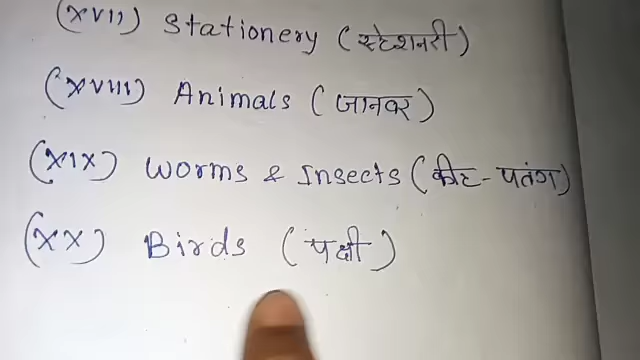 (XVII) Stationery (स्टेशनरी)
(XVIII) Animals (जानवर)
(XIX) Worms & Insects (कीट-पतंग)
(XX) Birds (पक्षी)